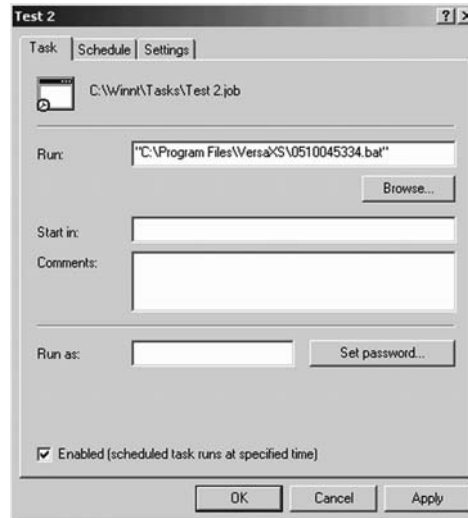 Test 2
Task Schedule Settings
C:\Winnt\Tasks\Test 2.job
Run: "C:\Program Files\VersaXS\0510045334.bat"
Browse...
Start in:
Comments:
Run as: Set password...
Enabled (scheduled task runs at specified time)
OK Cancel Apply